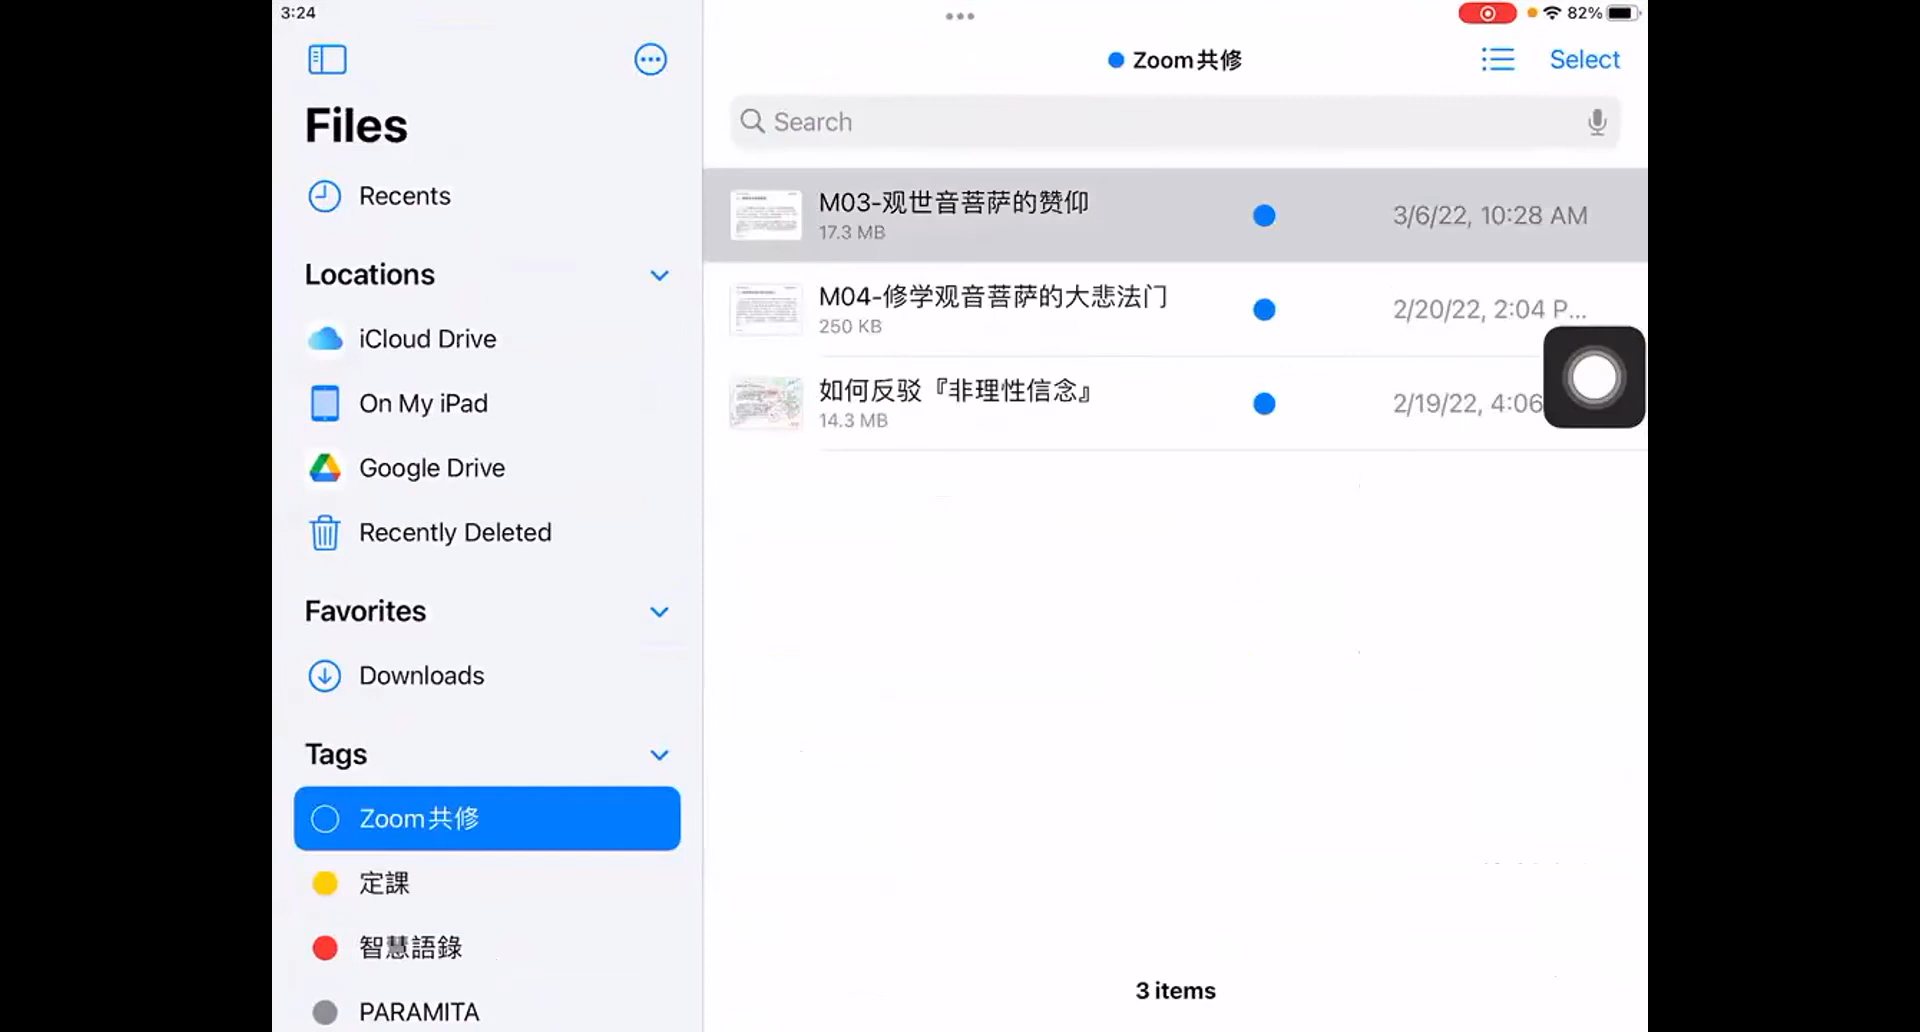 3:24
82%
Files
Recents
Locations
iCloud Drive
On My iPad
Google Drive
Recently Deleted
Favorites
Downloads
Tags
Zoom共修
定課
智慧語錄
PARAMITA
Zoom共修
Select
Search
M03-观世音菩萨的赞仰
17.3 MB
3/6/22, 10:28 AM
M04-修学观音菩萨的大悲法门
250 KB
2/20/22, 2:04 P...
如何反驳『非理性信念』
14.3 MB
2/19/22, 4:06
3 items